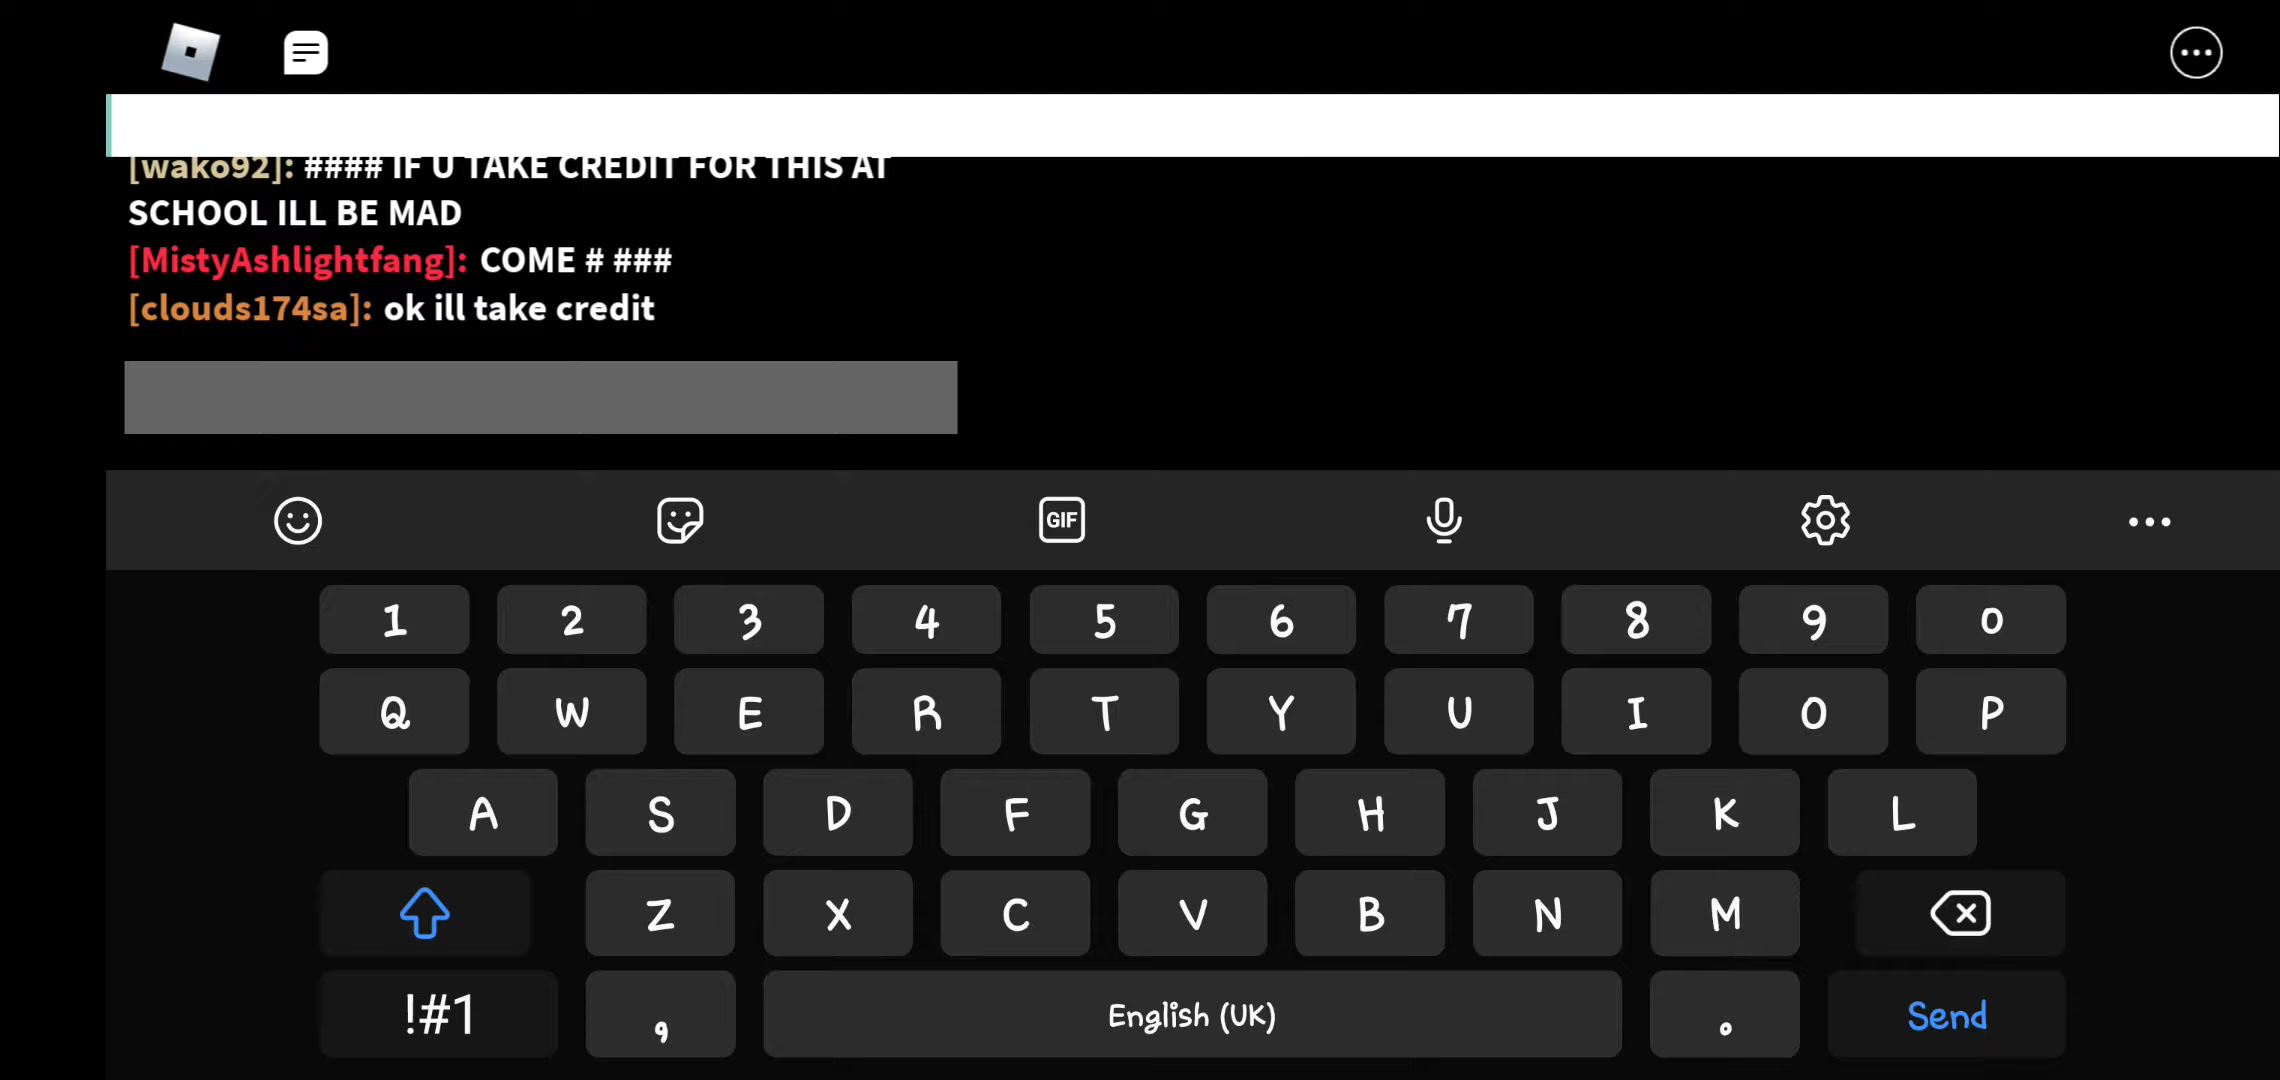 [wako92]: #### IF U TAKE CREDIT FOR THIS AT
SCHOOL ILL BE MAD
[MistyAshlightfang]: COME # ###
[clouds174sa]: ok ill take credit
GIF
1 2 3 4 5 6 7 8 9 0
Q W E R T Y U I O P
A S D F G H J K L
Z X C V B N M
!#1 , English (UK) . Send